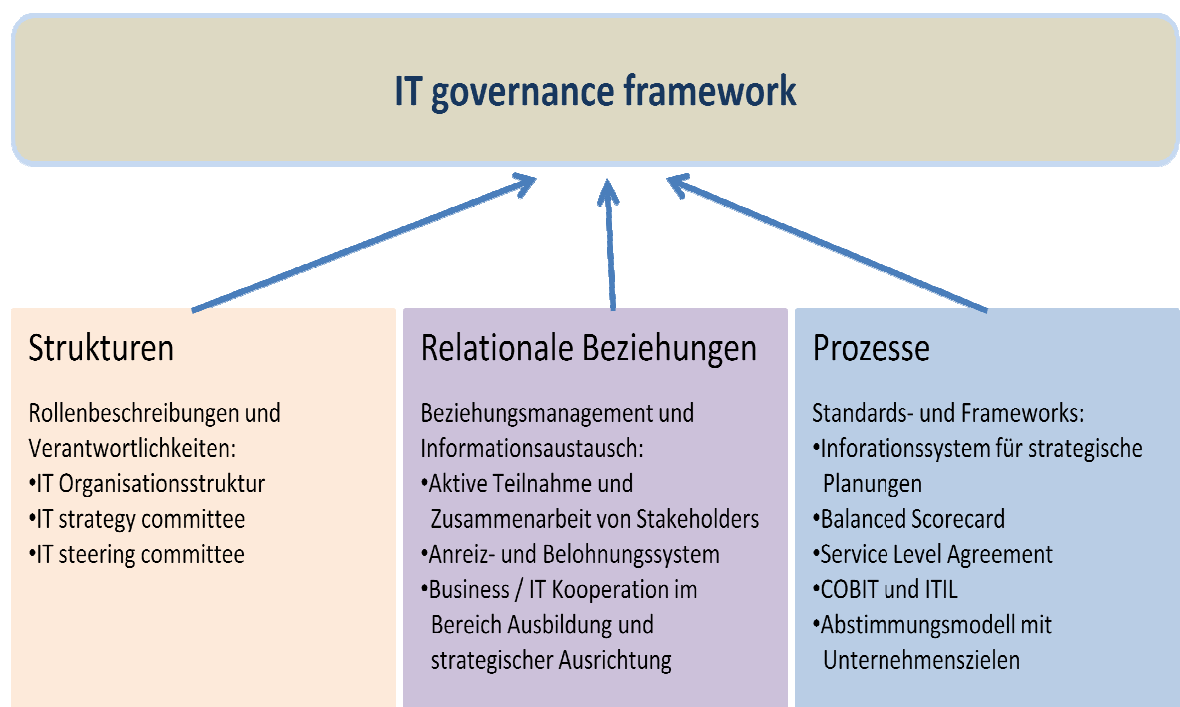 IT governance framework
Strukturen
Rollenbeschreibungen und
Verantwortlichkeiten:
•IT Organisationsstruktur
•IT strategy committee
•IT steering committee
Relationale Beziehungen
Beziehungsmanagement und
Informationsaustausch:
•Aktive Teilnahme und
Zusammenarbeit von Stakeholders
•Anreiz- und Belohnungssystem
•Business / IT Kooperation im
Bereich Ausbildung und
strategischer Ausrichtung
Prozesse
Standards- und Frameworks:
•Inforationssystem für strategische
Planungen
•Balanced Scorecard
•Service Level Agreement
•COBIT und ITIL
•Abstimmungsmodell mit
Unternehmenszielen